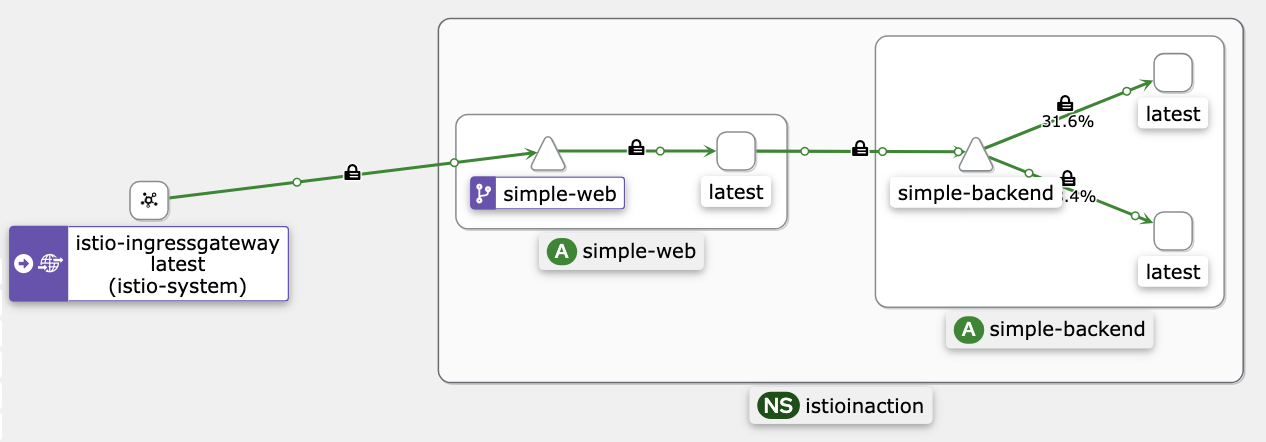 31.6%
latest
simple-web
latest
simple-backend
.4%
istio-ingressgateway
latest
(istio-system)
A simple-web
latest
A simple-backend
NS istioinaction